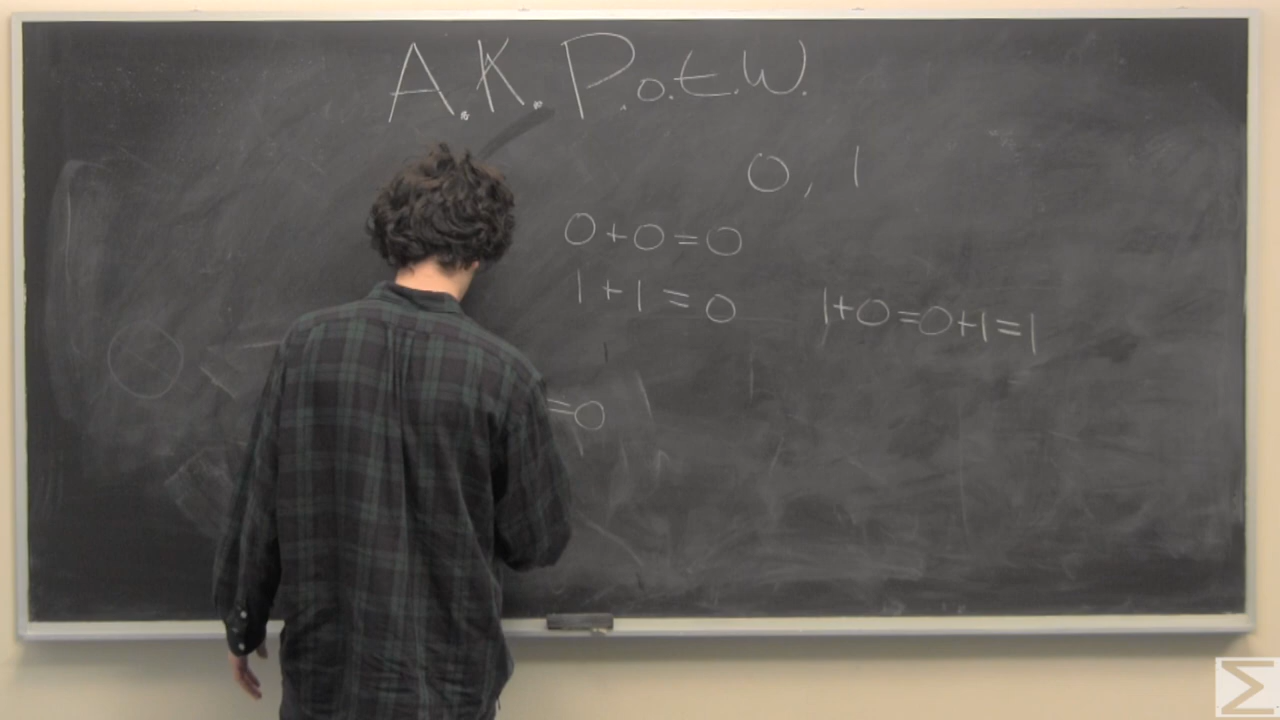 A.K.P.o.t.W.
0, 1
0+0=0
1+1=0 1+0=0+1=1
=0
Σ